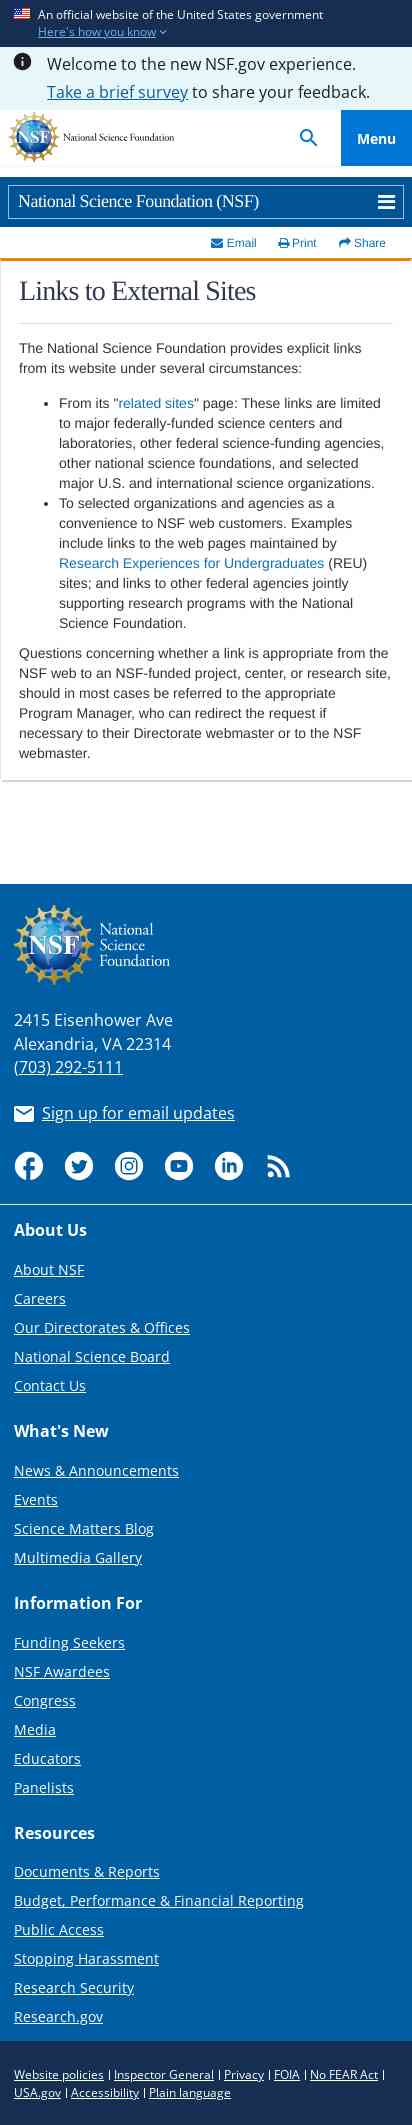 An official website of the United States government
Here's how you know
Welcome to the new NSF.gov experience.
Take a brief survey to share your feedback.
NSF National Science Foundation
Menu
National Science Foundation (NSF)
Email Print Share
Links to External Sites
The National Science Foundation provides explicit links
from its website under several circumstances:
• From its "related sites" page: These links are limited
to major federally-funded science centers and
laboratories, other federal science-funding agencies,
other national science foundations, and selected
major U.S. and international science organizations.
• To selected organizations and agencies as a
convenience to NSF web customers. Examples
include links to the web pages maintained by
Research Experiences for Undergraduates (REU)
sites; and links to other federal agencies jointly
supporting research programs with the National
Science Foundation.
Questions concerning whether a link is appropriate from the
NSF web to an NSF-funded project, center, or research site,
should in most cases be referred to the appropriate
Program Manager, who can redirect the request if
necessary to their Directorate webmaster or to the NSF
webmaster.
NSF
National
Science
Foundation
2415 Eisenhower Ave
Alexandria, VA 22314
(703) 292-5111
Sign up for email updates
About Us
About NSF
Careers
Our Directorates & Offices
National Science Board
Contact Us
What's New
News & Announcements
Events
Science Matters Blog
Multimedia Gallery
Information For
Funding Seekers
NSF Awardees
Congress
Media
Educators
Panelists
Resources
Documents & Reports
Budget, Performance & Financial Reporting
Public Access
Stopping Harassment
Research Security
Research.gov
Website policies | Inspector General | Privacy | FOIA | No FEAR Act |
USA.gov | Accessibility | Plain language